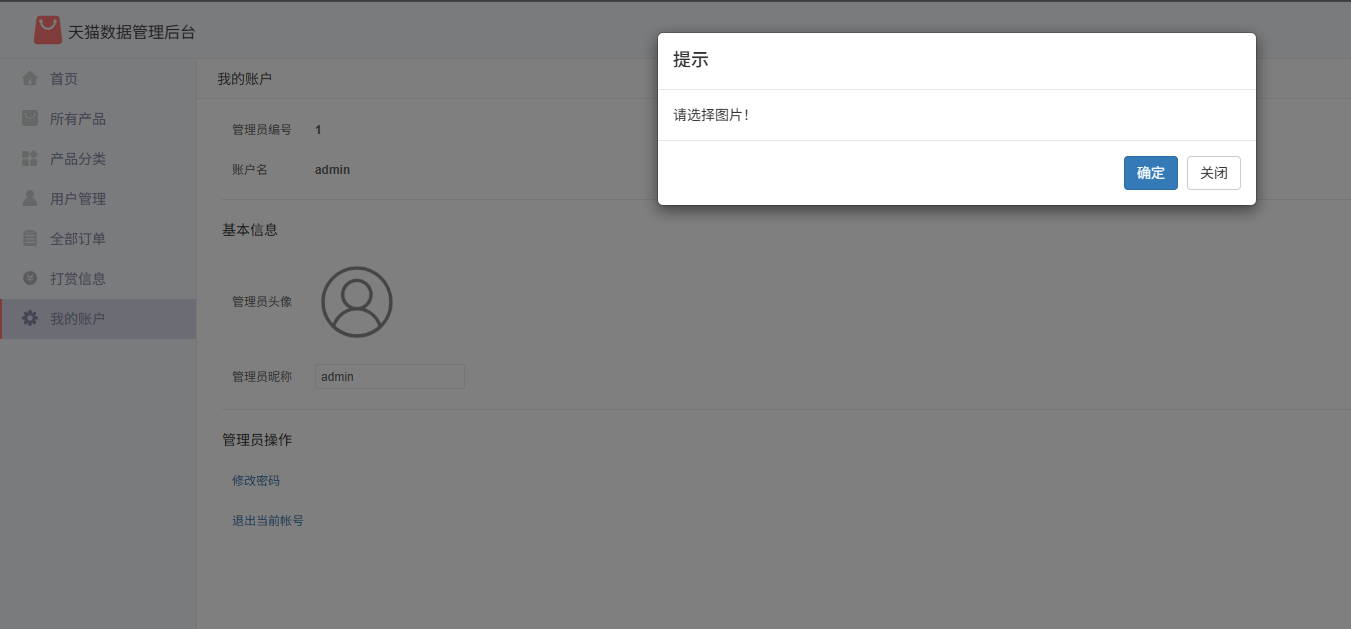 天猫数据管理后台
首页
所有产品
产品分类
用户管理
全部订单
打赏信息
我的账户
我的账户
管理员编号 1
账户名 admin
基本信息
管理员头像
管理员昵称 admin
管理员操作
修改密码
退出当前帐号
提示
请选择图片！
确定 关闭